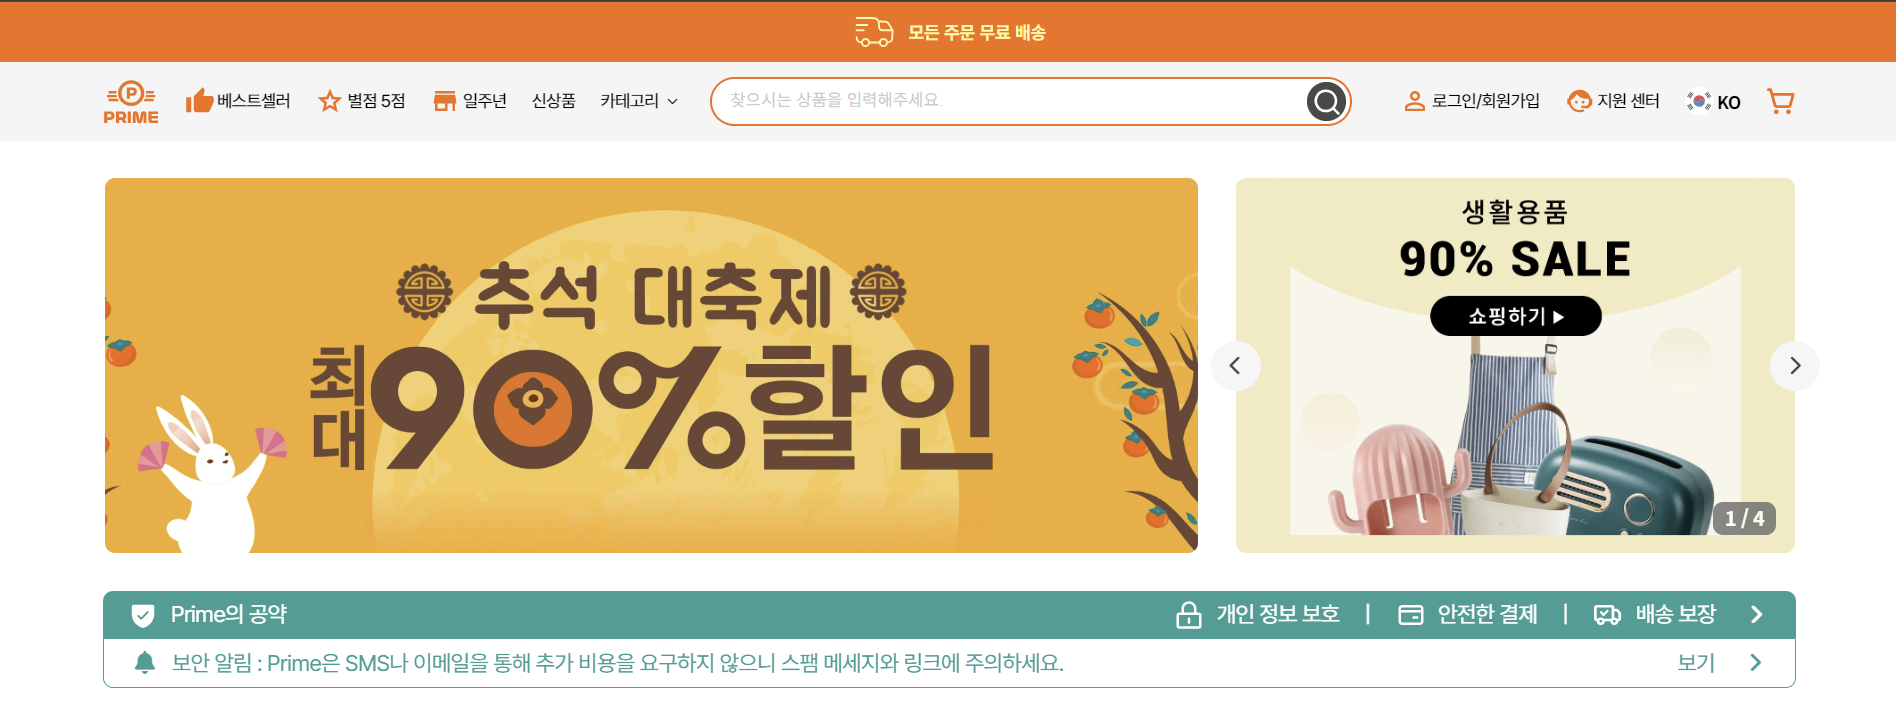 모든 주문 무료 배송
P
PRIME
베스트셀러
별점 5점
일주년
신상품
카테고리
찾으시는 상품을 입력해주세요.
로그인/회원가입
지원 센터
KO
추석 대축제
최대 90%할인
생활용품
90% SALE
쇼핑하기
1 / 4
Prime의 공약
개인 정보 보호
안전한 결제
배송 보장
보안 알림 : Prime은 SMS나 이메일을 통해 추가 비용을 요구하지 않으니 스팸 메세지와 링크에 주의하세요.
보기